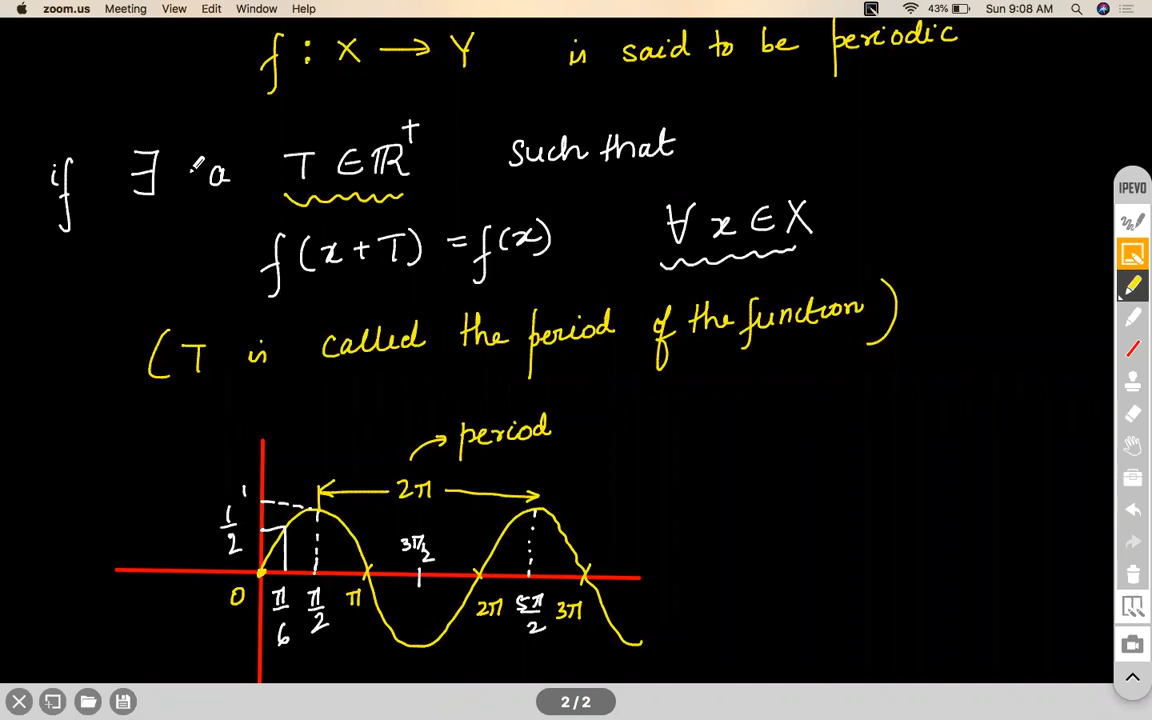 zoom.us Meeting View Edit Window Help 43% Sun 9:08 AM
f : X → Y is said to be periodic
if ∃ a T ∈ ℝ⁺ such that
f(x+T) = f(x) ∀ x ∈ X
(T is called the period of the function)
period
2π
1
1/2
3π/2
0 π/6 π/2 π 2π 5π/2 3π
IPEVO
2/2